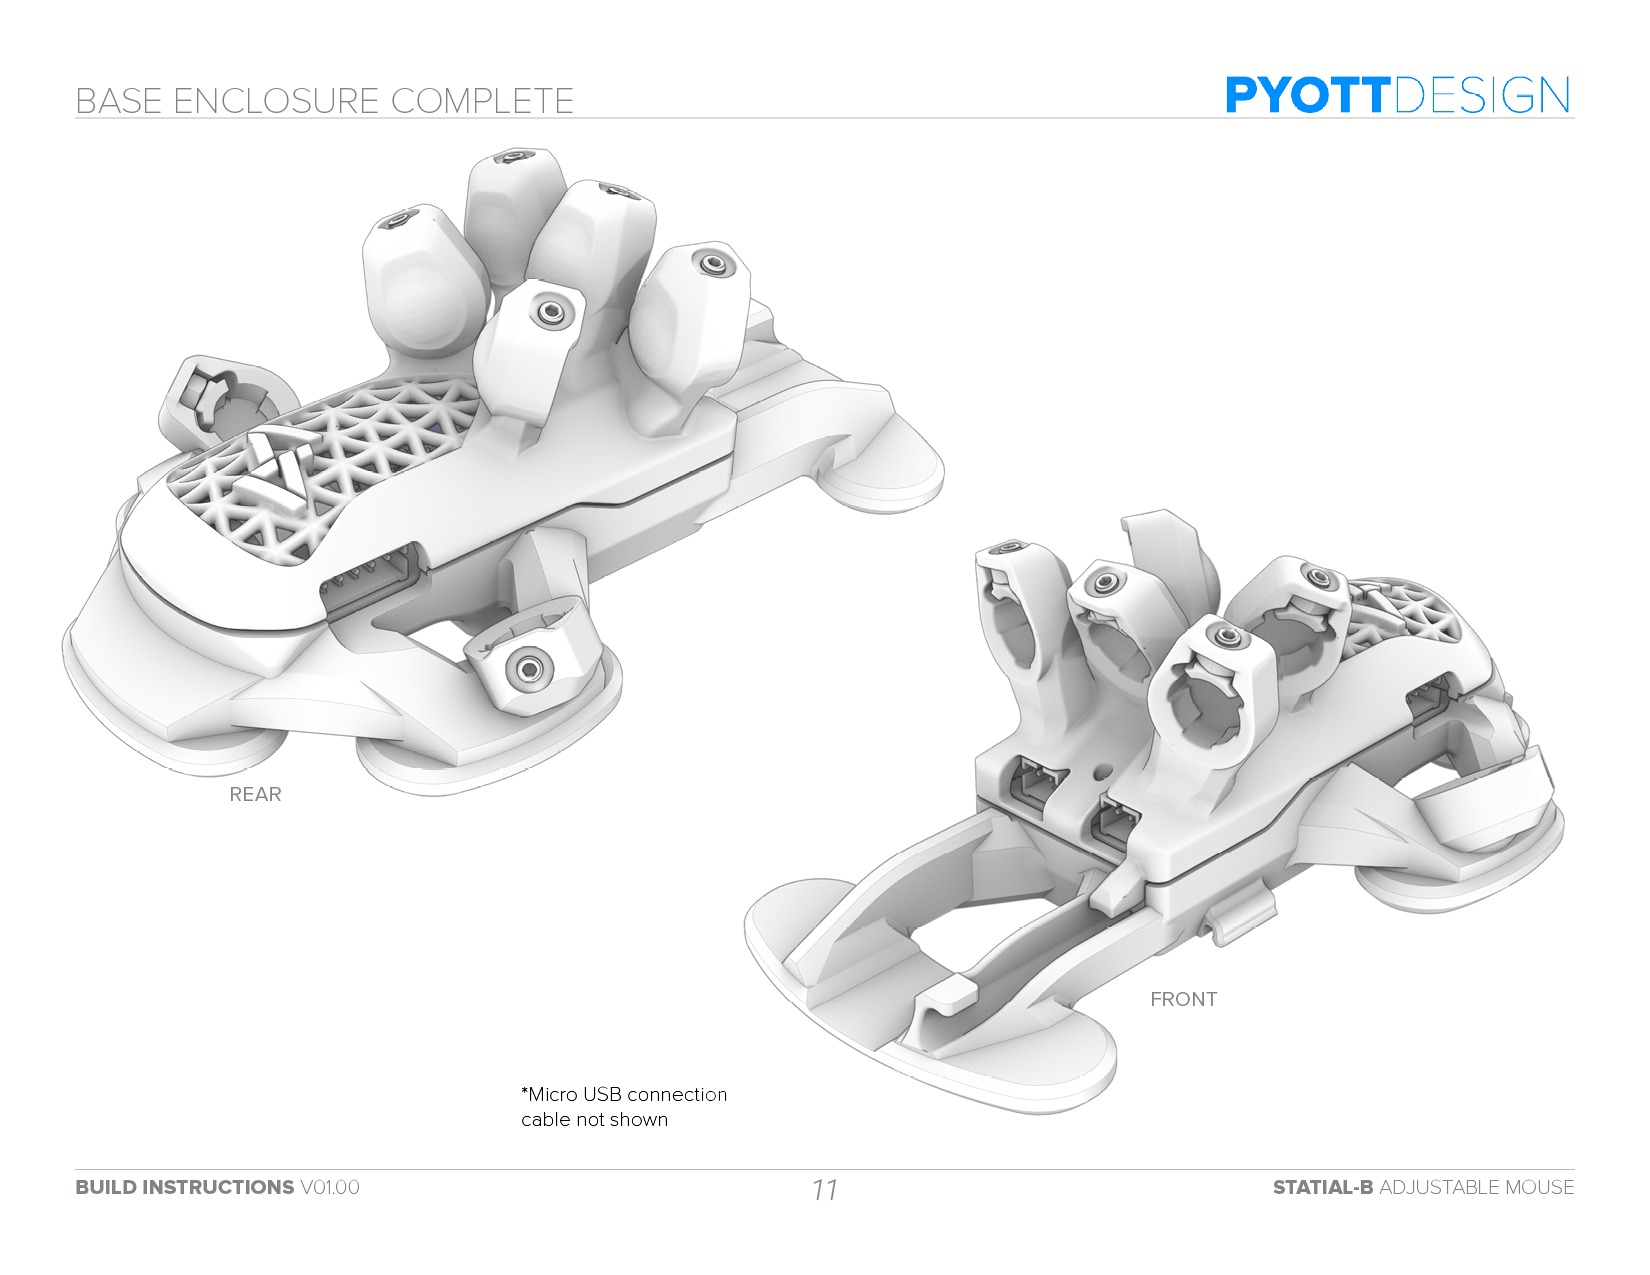 BASE ENCLOSURE COMPLETE
PYOTTDESIGN
REAR
FRONT
*Micro USB connection
cable not shown
BUILD INSTRUCTIONS V01.00
11
STATIAL-B ADJUSTABLE MOUSE